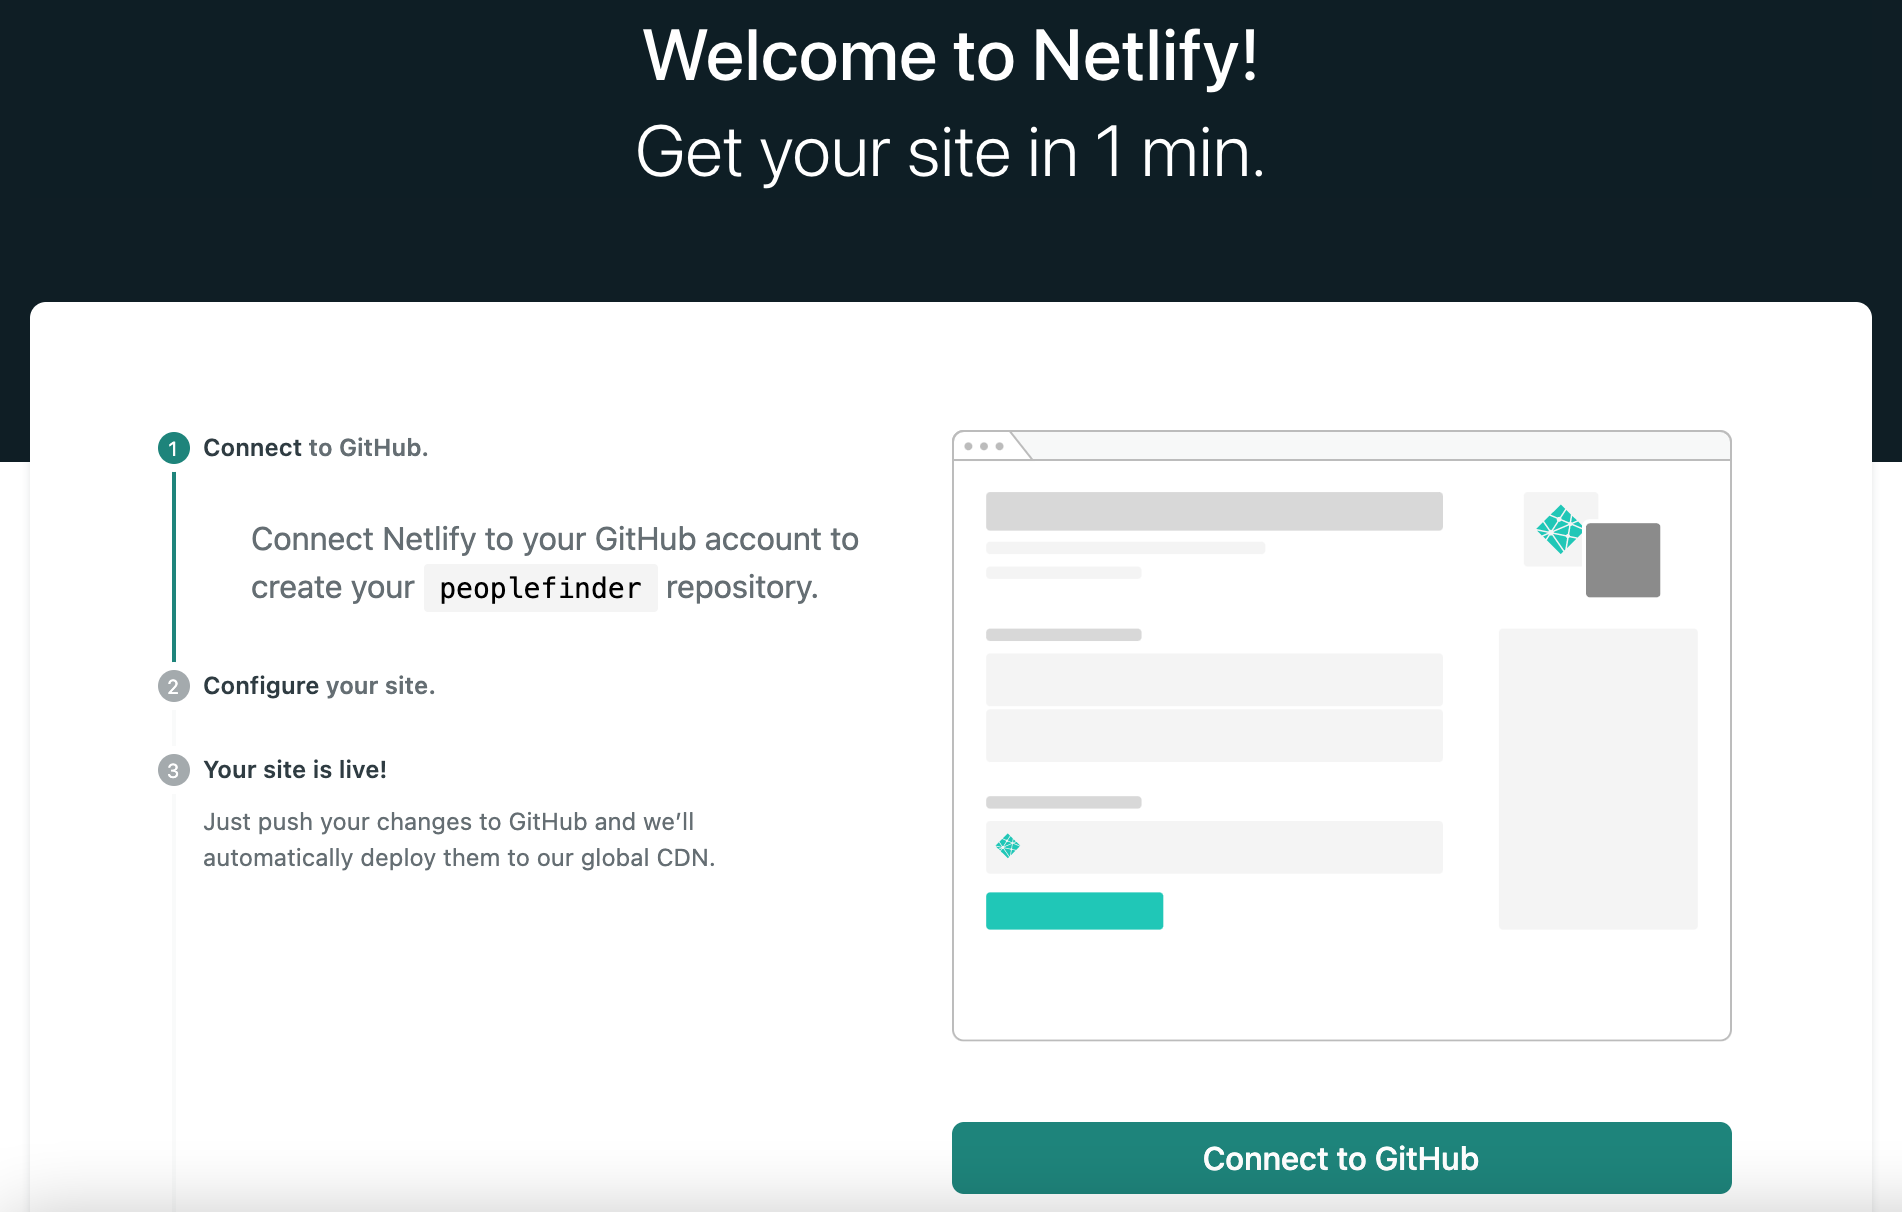 Welcome to Netlify!
Get your site in 1 min.
1 Connect to GitHub.
Connect Netlify to your GitHub account to
create your peoplefinder repository.
2 Configure your site.
3 Your site is live!
Just push your changes to GitHub and we’ll
automatically deploy them to our global CDN.
Connect to GitHub